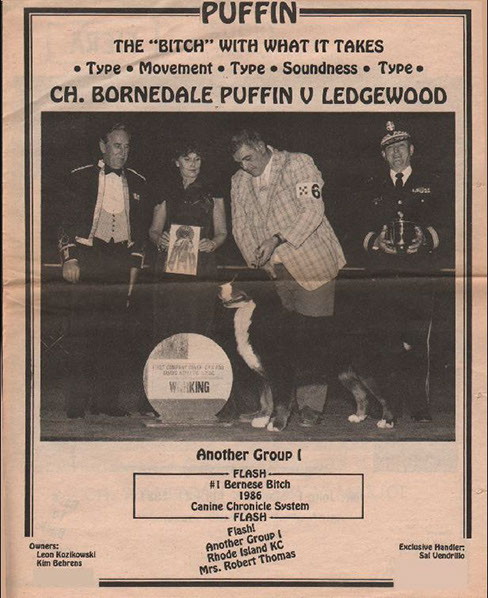 PUFFIN
THE "BITCH" WITH WHAT IT TAKES
• Type • Movement • Type • Soundness • Type •
CH. BORNEDALE PUFFIN V LEDGEWOOD
6
WORKING
Another Group I
FLASH
#1 Bernese Bitch
1986
Canine Chronicle System
FLASH
Flash!
Another Group I
Rhode Island KC
Mrs. Robert Thomas
Owners:
Leon Kozikowski
Kim Behrens
Exclusive Handler:
Sal Vendrillo